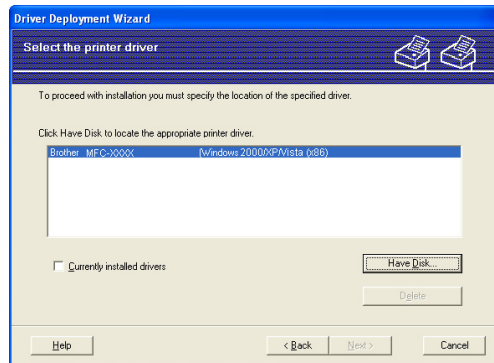 Driver Deployment Wizard
Select the printer driver
To proceed with installation you must specify the location of the specified driver.
Click Have Disk to locate the appropriate printer driver.
Brother MFC-XXXX (Windows 2000/XP/Vista (x86)
Currently installed drivers
Have Disk...
Delete
Help
< Back
Next >
Cancel